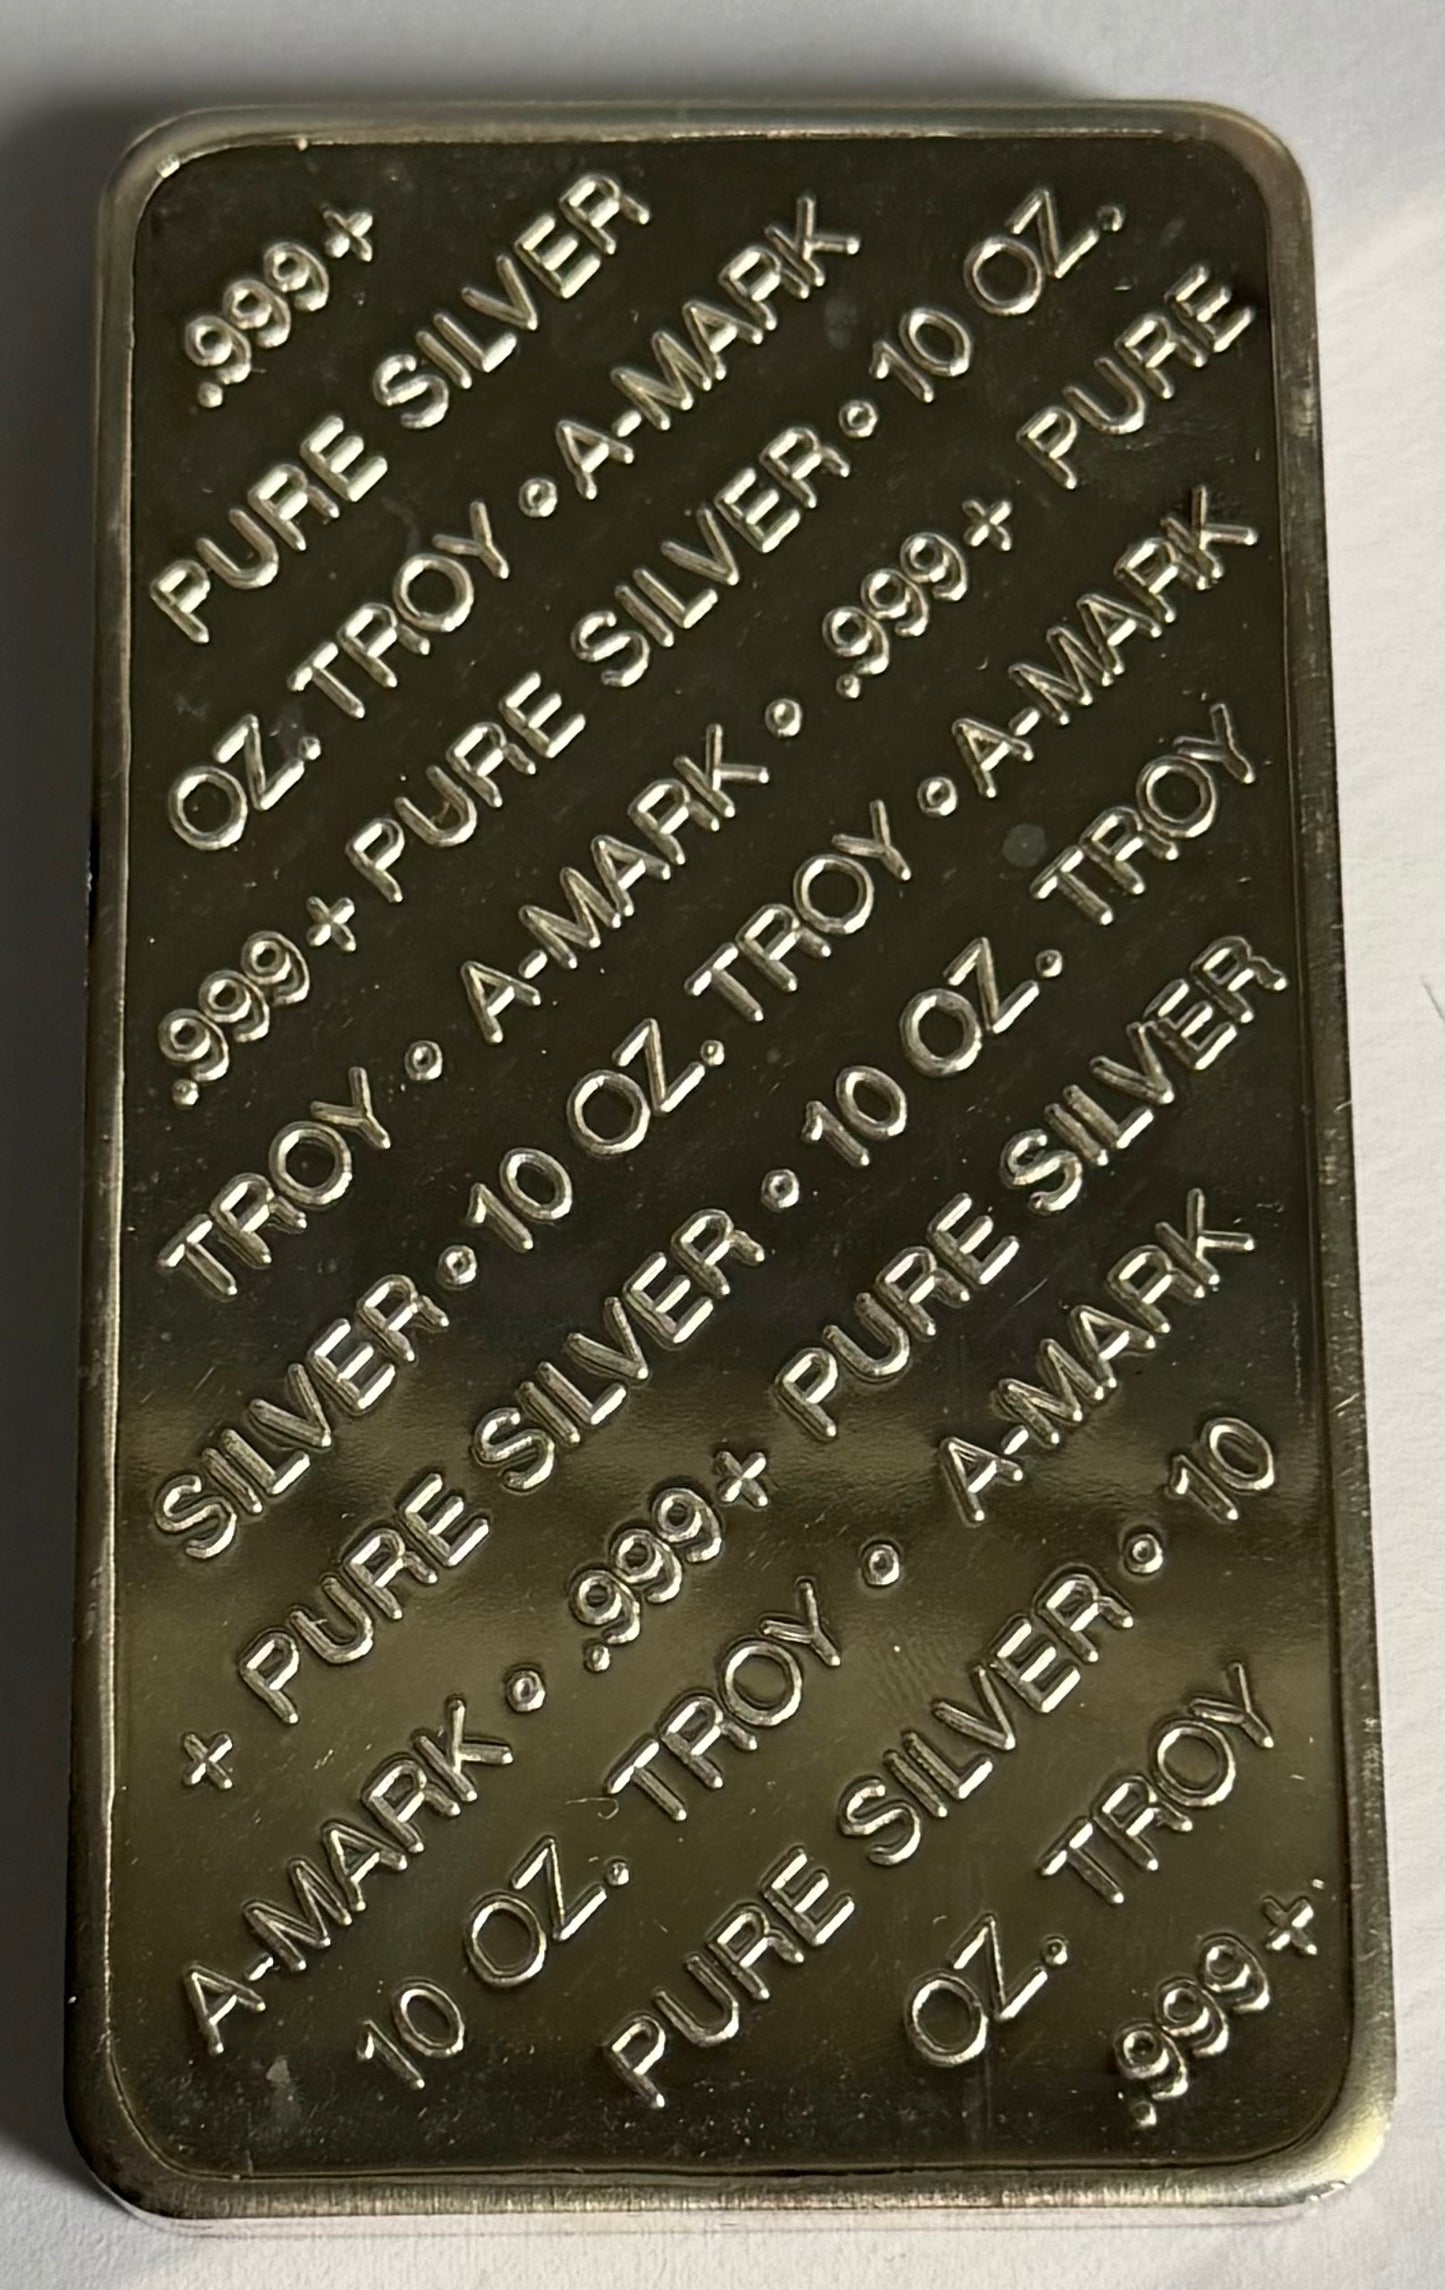 .999+
PURE SILVER
OZ. TROY • A-MARK
.999+ PURE SILVER • 10 OZ.
TROY • A-MARK • .999+ PURE
SILVER • 10 OZ. TROY • A-MARK
+ PURE SILVER • 10 OZ. TROY
A-MARK • .999+ PURE SILVER
10 OZ. TROY • A-MARK
PURE SILVER • 10
OZ. TROY
.999+